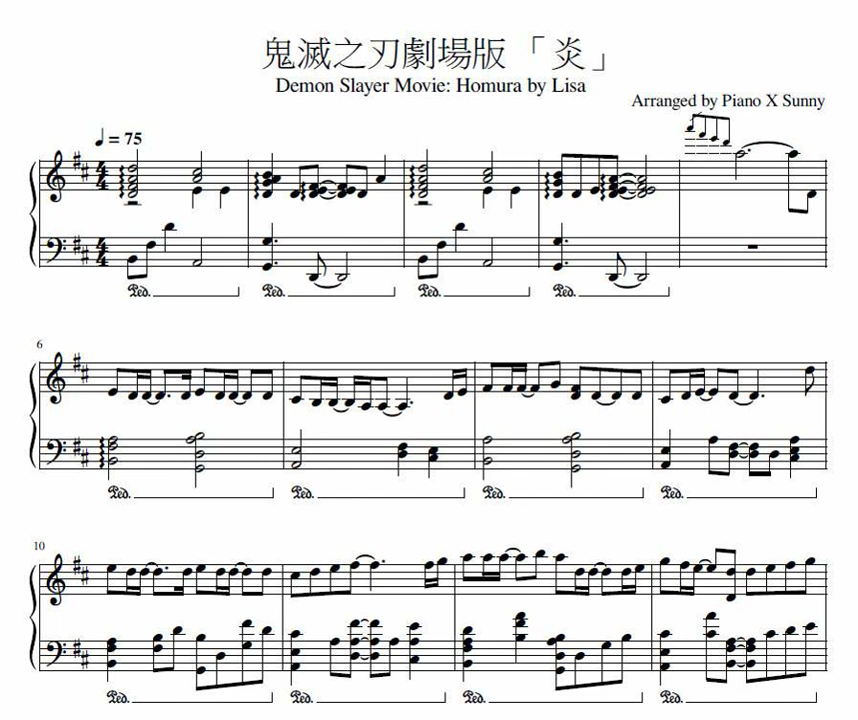 鬼滅之刃劇場版 「炎」
Demon Slayer Movie: Homura by Lisa
Arranged by Piano X Sunny
♩ = 75
6
10